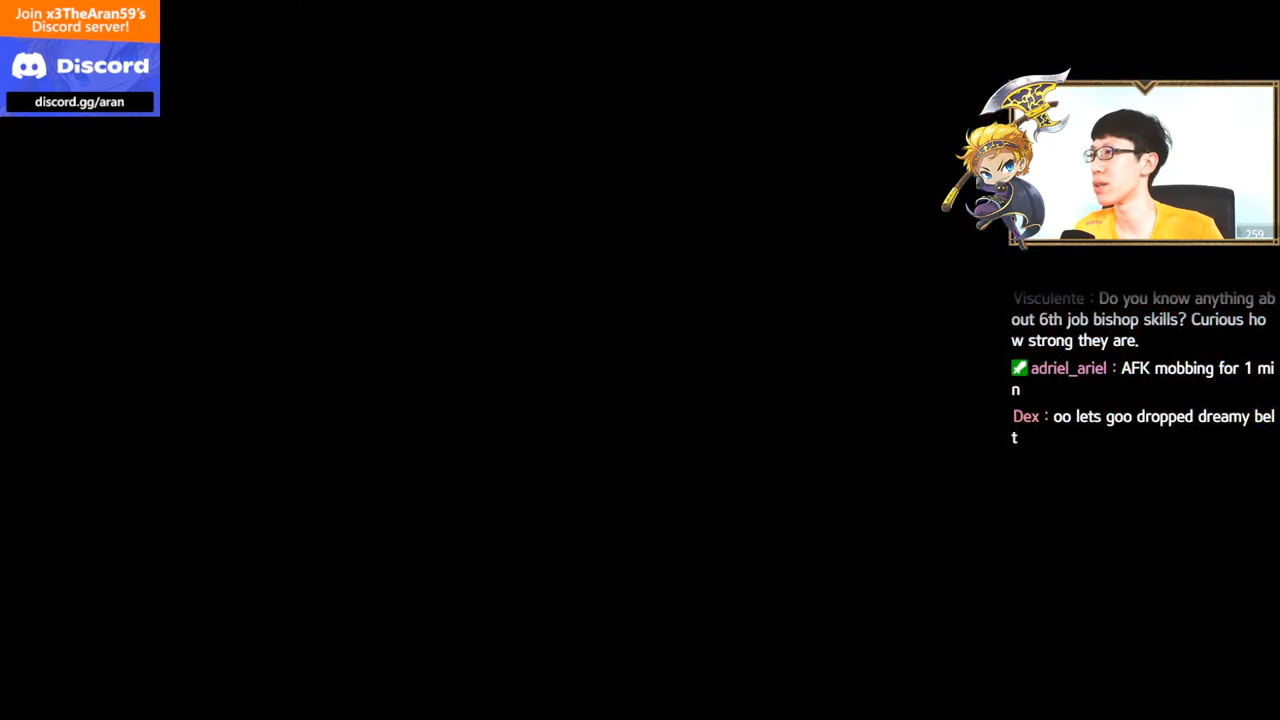 Join x3TheAran59's
Discord server!
Discord
discord.gg/aran
259
Visculente : Do you know anything ab
out 6th job bishop skills? Curious ho
w strong they are.
adriel_ariel : AFK mobbing for 1 mi
n
Dex : oo lets goo dropped dreamy bel
t